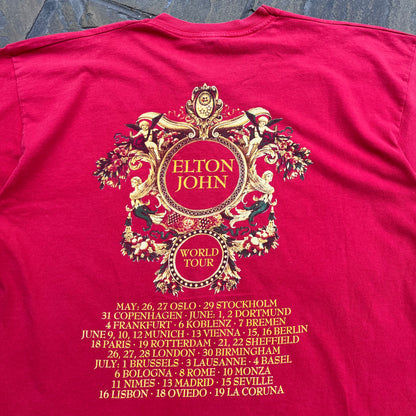 ELTON
JOHN
WORLD
TOUR
MAY: 26, 27 OSLO · 29 STOCKHOLM
31 COPENHAGEN · JUNE: 1, 2 DORTMUND
4 FRANKFURT · 6 KOBLENZ · 7 BREMEN
JUNE 9, 10, 12 MUNICH · 13 VIENNA · 15, 16 BERLIN
18 PARIS · 19 ROTTERDAM · 21, 22 SHEFFIELD
26, 27, 28 LONDON · 30 BIRMINGHAM
JULY: 1 BRUSSELS · 3 LAUSANNE · 4 BASEL
6 BOLOGNA · 8 ROME · 10 MONZA
11 NIMES · 13 MADRID · 15 SEVILLE
16 LISBON · 18 OVIEDO · 19 LA CORUNA